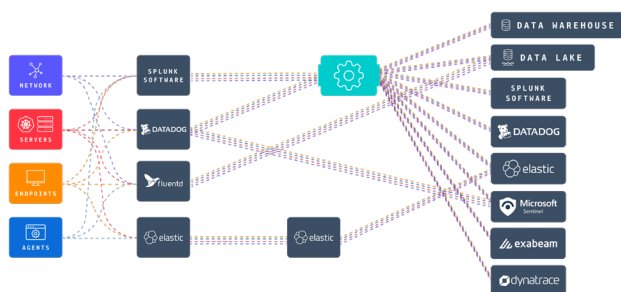 DATA WAREHOUSE
DATA LAKE
NETWORK
SPLUNK
SOFTWARE
SPLUNK
SOFTWARE
SERVERS
DATADOG
DATADOG
ENDPOINTS
fluentd
elastic
Microsoft
Sentinel
AGENTS
elastic
elastic
exabeam
dynatrace